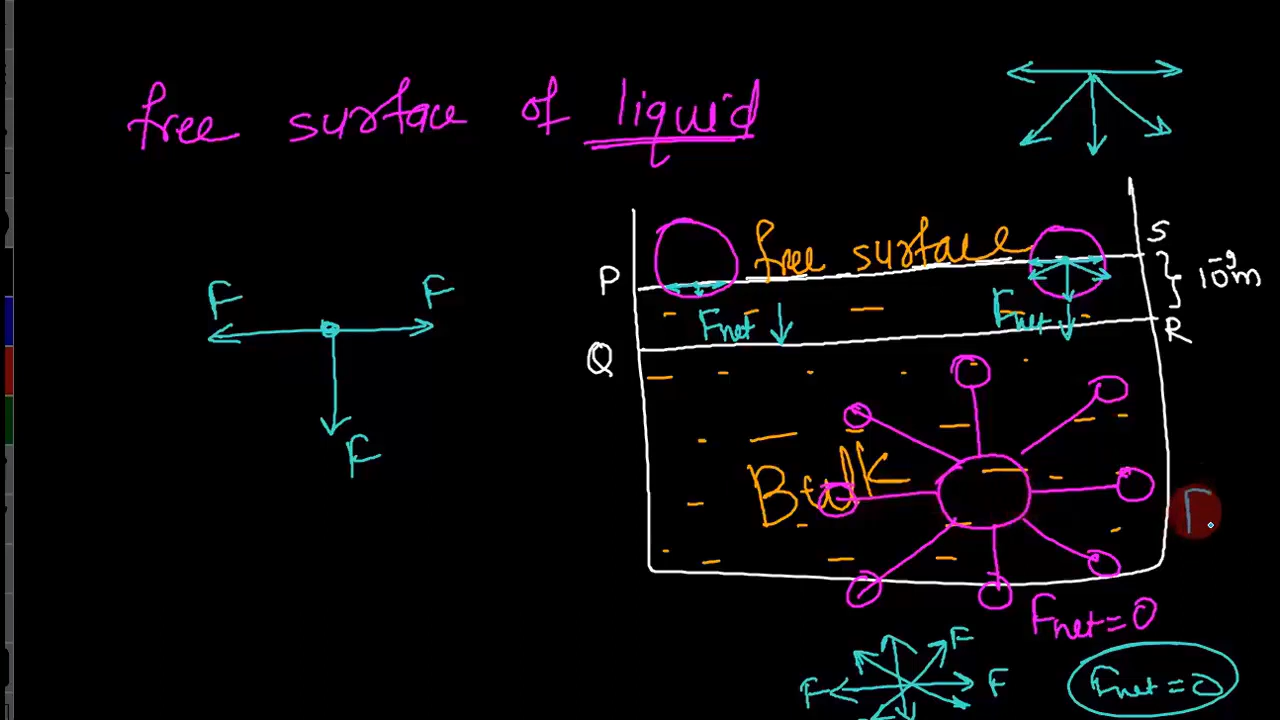 free surface of liquid
free surface
S
P
10⁻⁹m
F
F
Fnet
Fnet
R
Q
F
Bulk
Fnet=0
F
F
F
Fnet=0